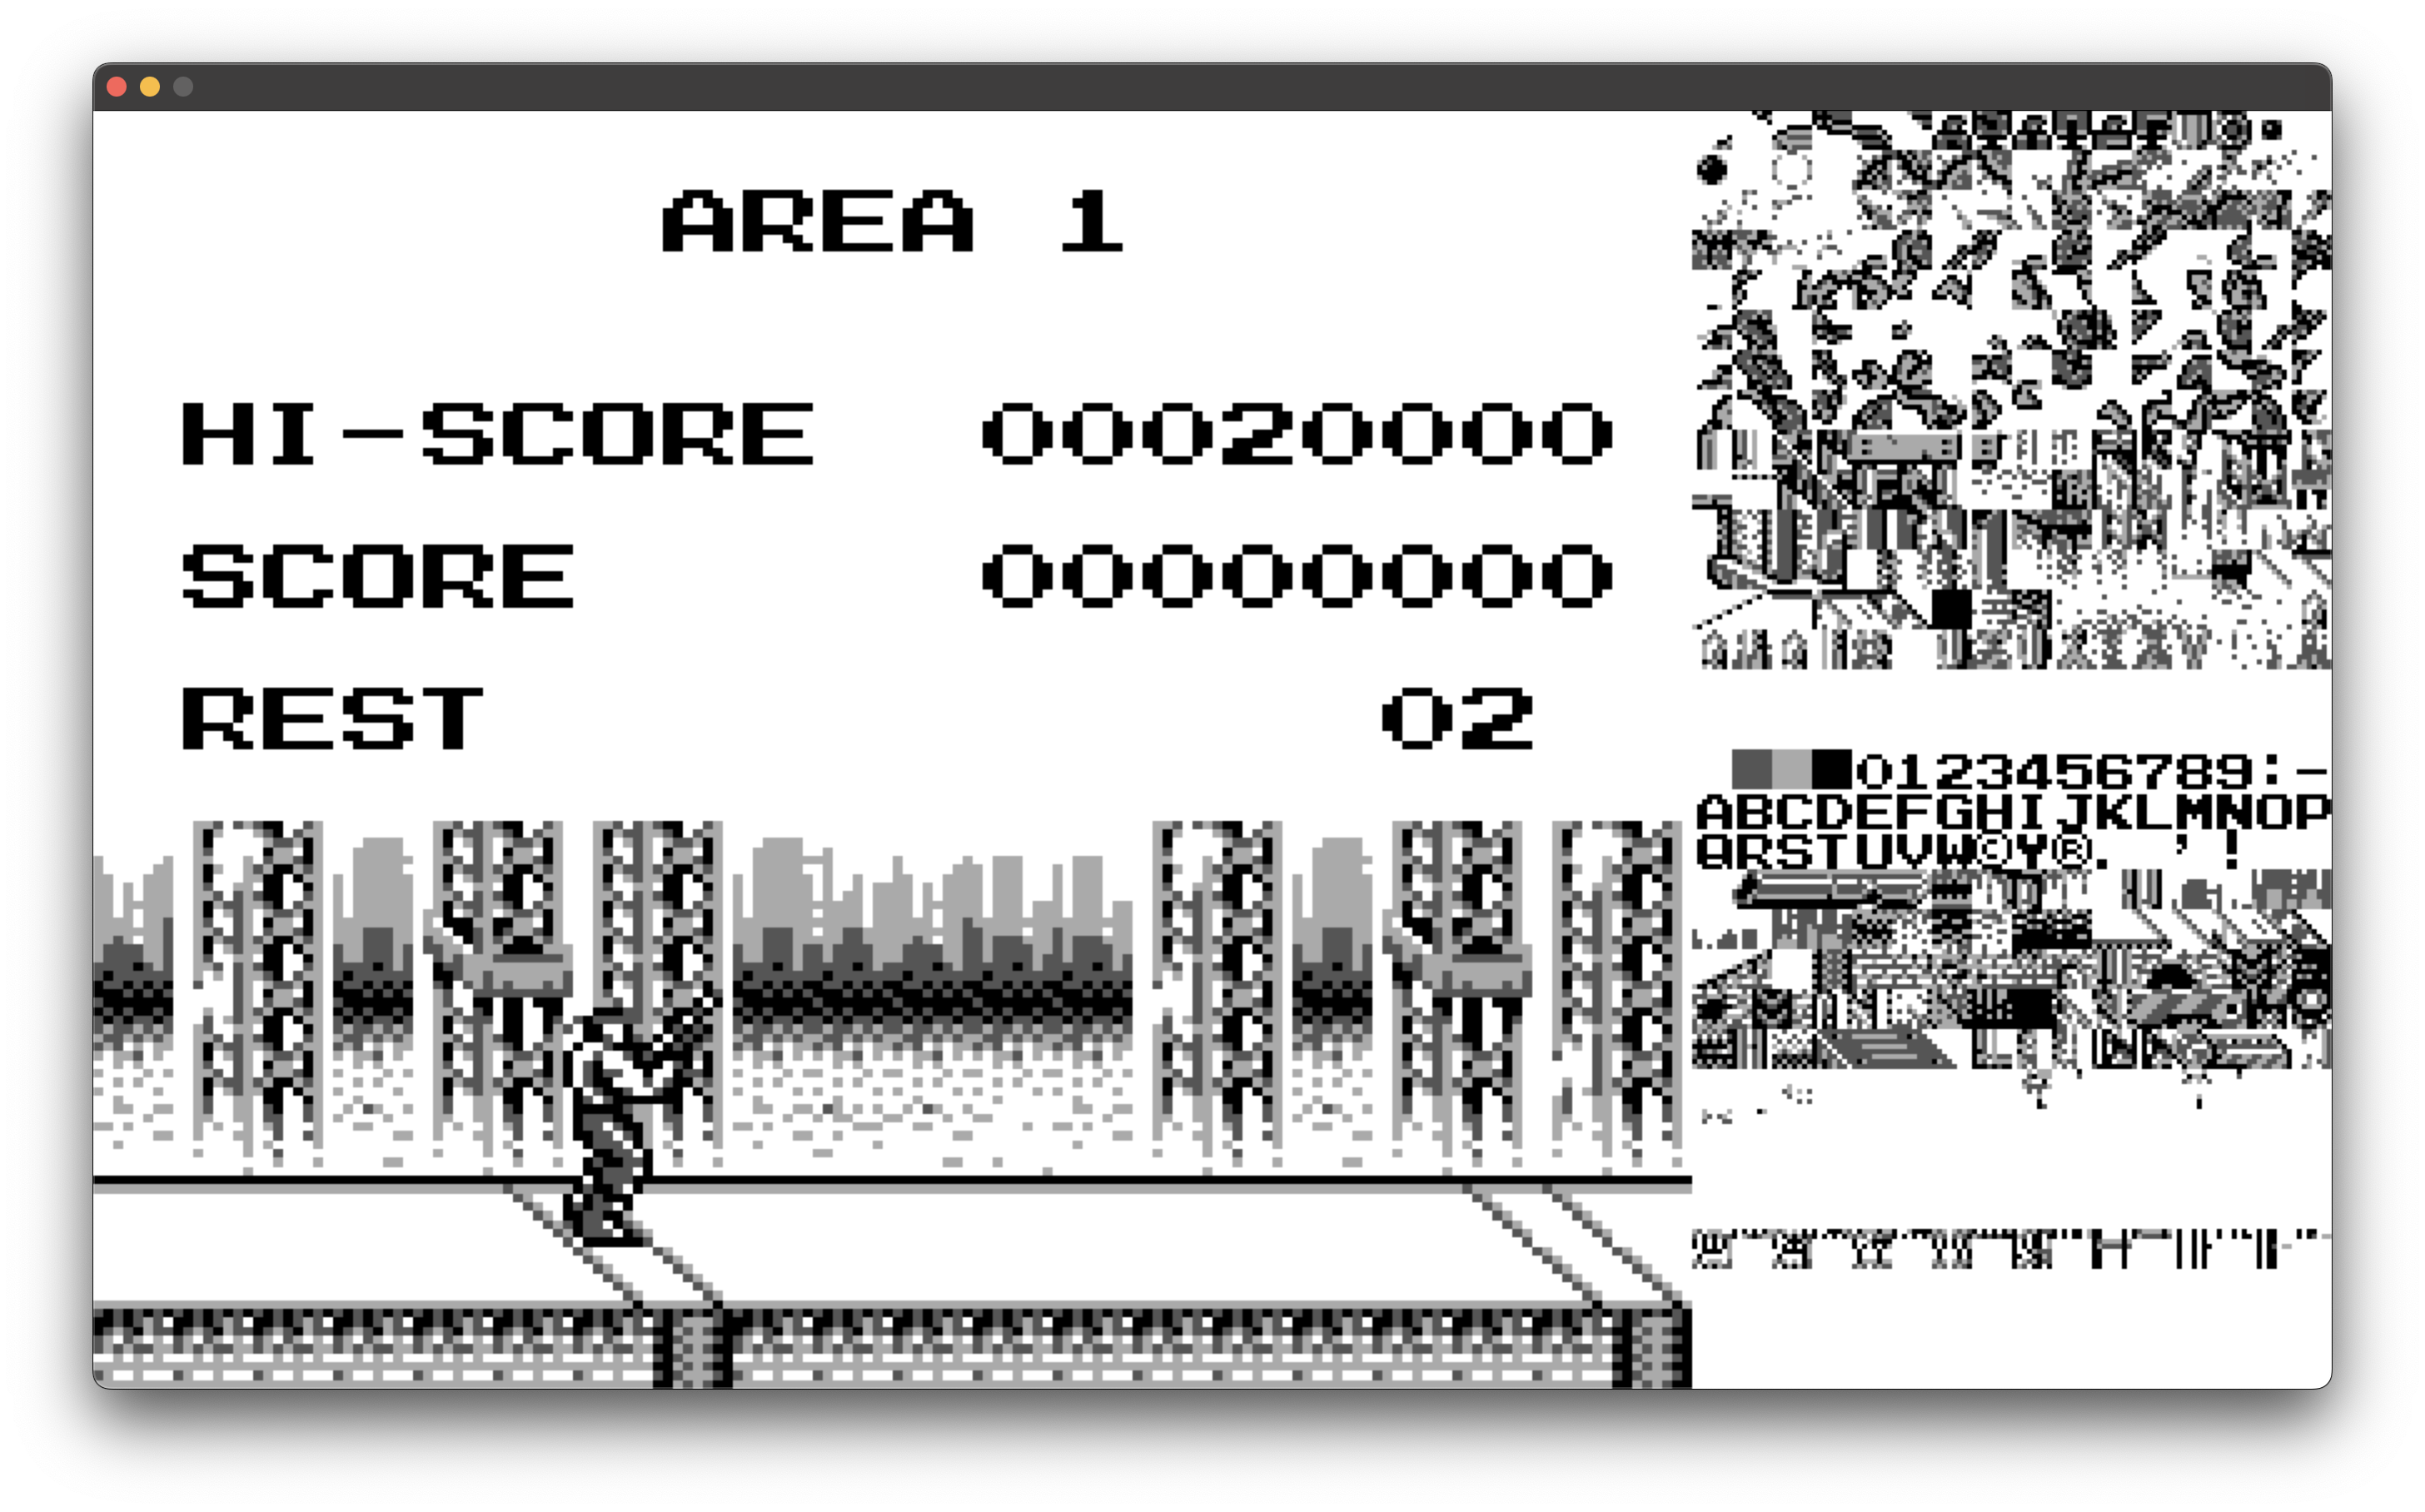 AREA 1
HI-SCORE 00020000
SCORE 00000000
REST 02
0123456789:-
ABCDEFGHIJKLMNOP
QRSTUVW©Y®. ' !